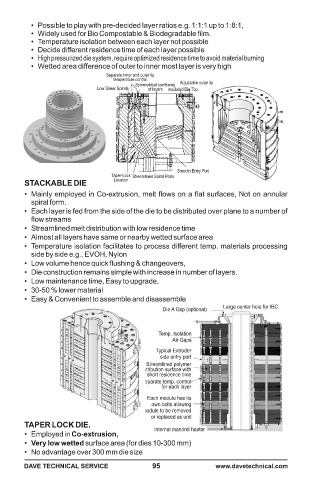 • Possible to play with pre-decided layer ratios e.g. 1:1:1 up to 1:8:1,
• Widely used for Bio Compostable & Biodegradable film.
• Temperature isolation between each layer not possible
• Decide different residence time of each layer possible
• High pressurized die system, require optimized residence time to avoid material burning
• Wetted area difference of outer to inner most layer is very high
Separate inner and outer lip
temperature control
Adjustable outer lip
Symmetrical combining
of layers
Low Shear Spirals
Insulated Die Top
Smooth Entry Port
Taper Lock
Locator
Streamlined Spiral Ports
STACKABLE DIE
• Mainly employed in Co-extrusion, melt flows on a flat surfaces, Not on annular
spiral form.
• Each layer is fed from the side of the die to be distributed over plane to a number of
flow streams
• Streamlined melt distribution with low residence time
• Almost all layers have same or nearby wetted surface area
• Temperature isolation facilitates to process different temp. materials processing
side by side e.g., EVOH, Nylon
• Low volume hence quick flushing & changeovers,
• Die construction remains simple with increase in number of layers.
• Low maintenance time, Easy to upgrade,
• 30-50 % lower material
• Easy & Convenient to assemble and disassemble
Die A Gap (optional)
Large center hole for IBC
Temp. Isolation
Air Gaps
Typical Extruder
side entry port
Streamlined polymer
tribution surface with
short residence time
eparate temp. control
for each layer
Each module has its
own bolts allowing
odule to be removed
or replaced as unit
Internal mandrel heater
TAPER LOCK DIE.
• Employed in Co-extrusion,
• Very low wetted surface area (for dies 10-300 mm)
• No advantage over 300 mm die size
DAVE TECHNICAL SERVICE 95 www.davetechnical.com